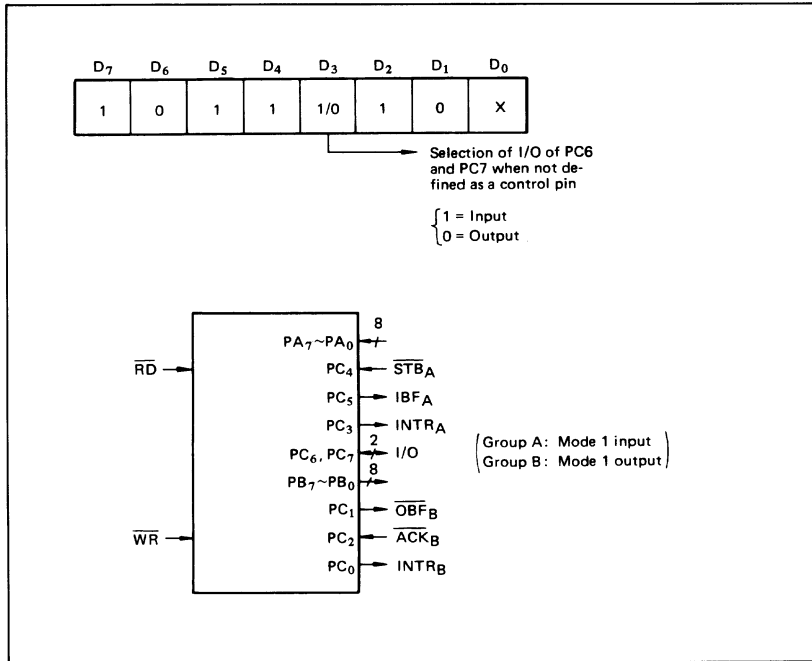 D7 D6 D5 D4 D3 D2 D1 D0
1 0 1 1 1/0 1 0 X
Selection of I/O of PC6
and PC7 when not de-
fined as a control pin
{1 = Input
{0 = Output
8
PA7~PA0
RD PC4 STBA
PC5 IBFA
PC3 INTRA
2
PC6, PC7 I/O
(Group A: Mode 1 input)
(Group B: Mode 1 output)
8
PB7~PB0
PC1 OBFB
WR PC2 ACKB
PC0 INTRB